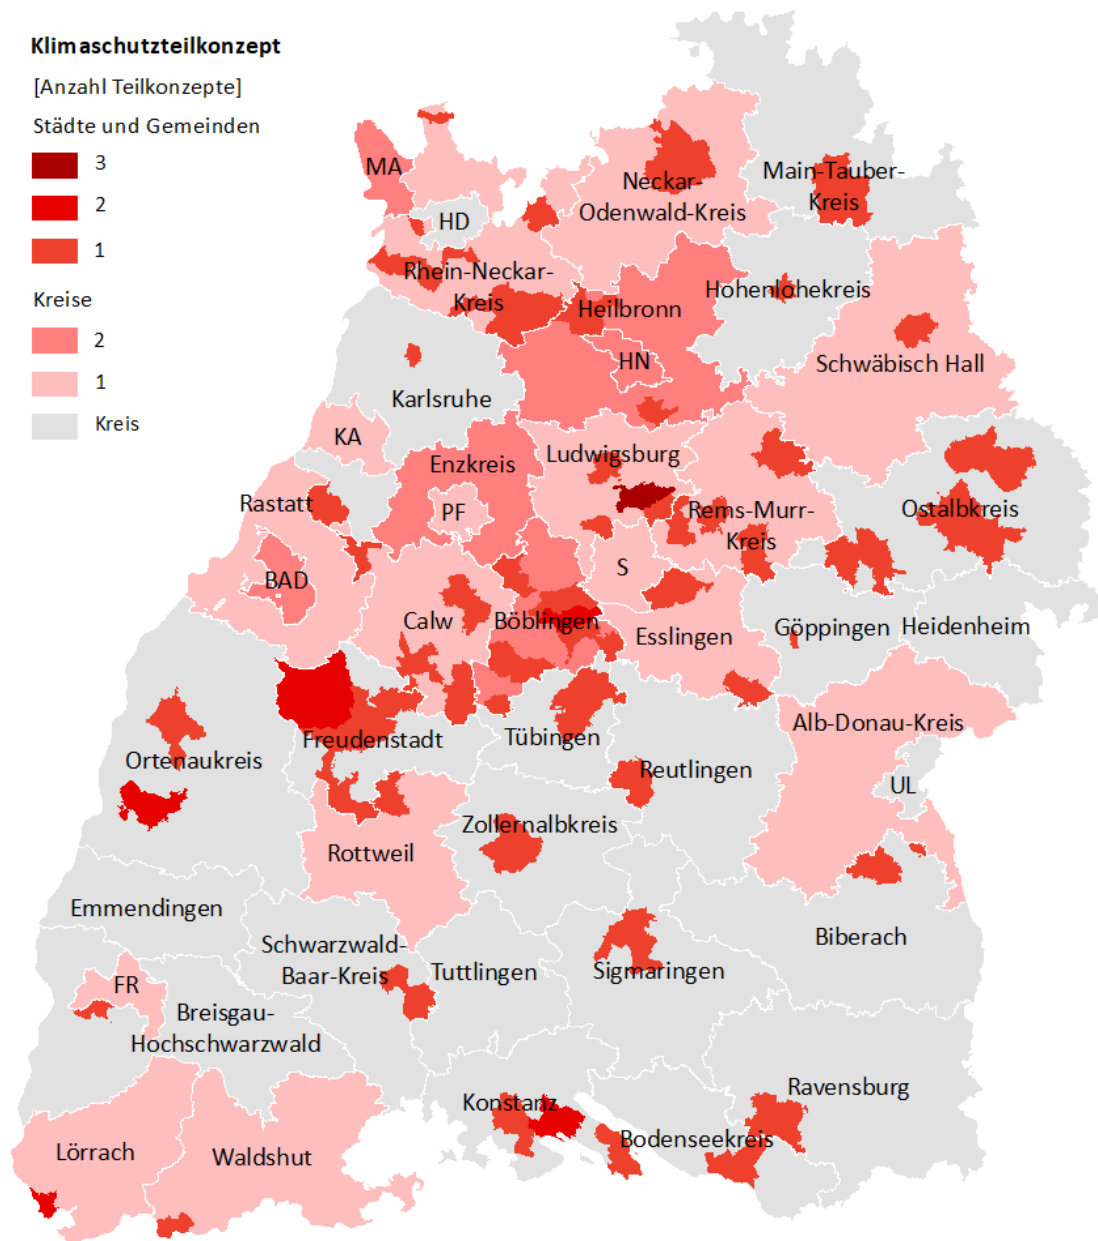 Klimaschutzteilkonzept
[Anzahl Teilkonzepte]
Städte und Gemeinden
3
2
1
Kreise
2
1
Kreis
MA
Neckar-
Odenwald-Kreis
Main-Tauber-
Kreis
HD
Rhein-Neckar-
Kreis
Heilbronn
Hohenlohekreis
HN
Schwäbisch Hall
Karlsruhe
KA
Enzkreis
Ludwigsburg
Rastatt
PF
Rems-Murr-
Kreis
Ostalbkreis
BAD
S
Calw
Böblingen
Esslingen
Göppingen
Heidenheim
Freudenstadt
Tübingen
Alb-Donau-Kreis
Ortenaukreis
Reutlingen
UL
Zollernalbkreis
Rottweil
Emmendingen
Schwarzwald-
Baar-Kreis
Tuttlingen
Sigmaringen
Biberach
FR
Breisgau-
Hochschwarzwald
Konstanz
Ravensburg
Bodenseekreis
Lörrach
Waldshut